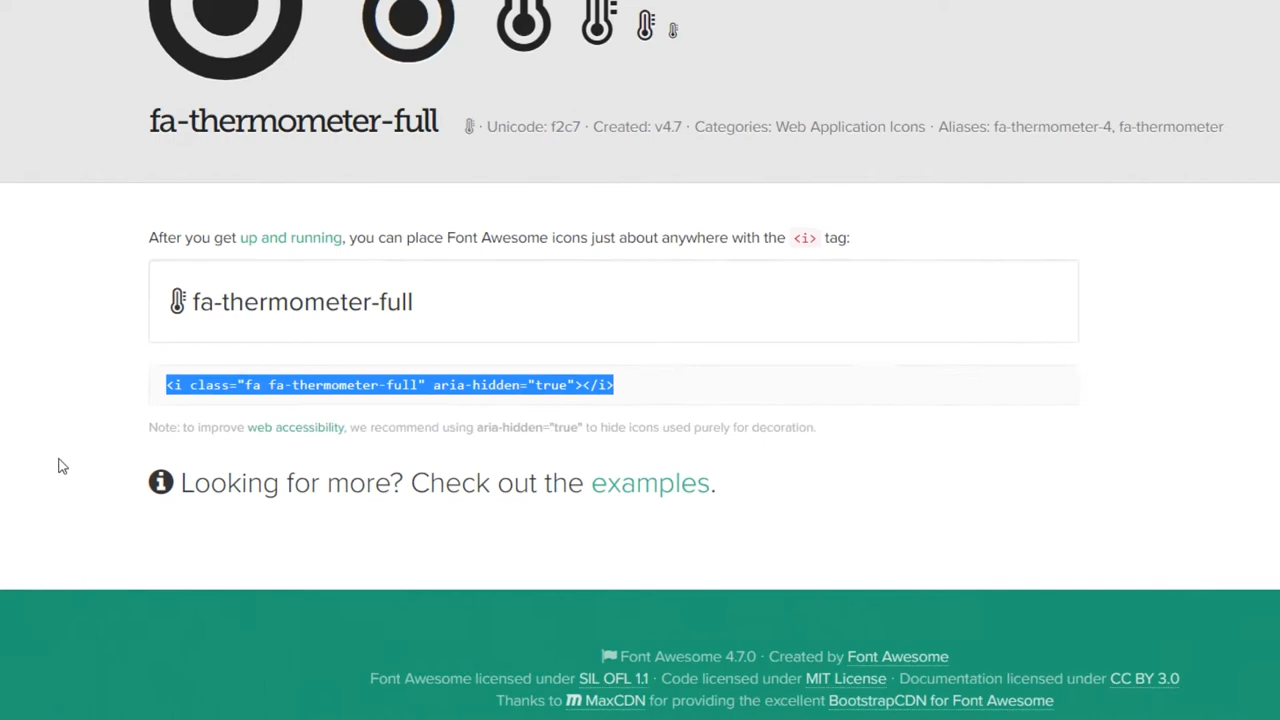 fa-thermometer-full · Unicode: f2c7 · Created: v4.7 · Categories: Web Application Icons · Aliases: fa-thermometer-4, fa-thermometer
After you get up and running, you can place Font Awesome icons just about anywhere with the <i> tag:
fa-thermometer-full
<i class="fa fa-thermometer-full" aria-hidden="true"></i>
Note: to improve web accessibility, we recommend using aria-hidden="true" to hide icons used purely for decoration.
Looking for more? Check out the examples.
Font Awesome 4.7.0 · Created by Font Awesome
Font Awesome licensed under SIL OFL 1.1 · Code licensed under MIT License · Documentation licensed under CC BY 3.0
Thanks to MaxCDN for providing the excellent BootstrapCDN for Font Awesome